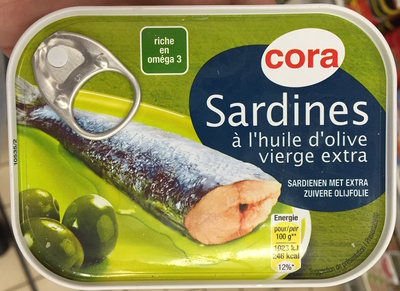 riche
en
oméga 3
cora
Sardines
à l'huile d'olive
vierge extra
SARDIENEN MET EXTRA
ZUIVERE OLIJFOLIE
Energie
pour/per
100 g**
kcal
12%*